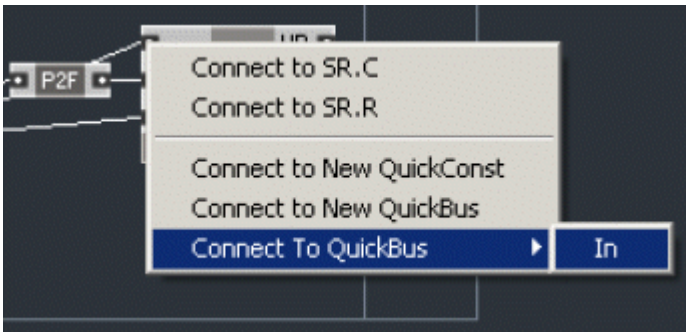 P2F
Connect to SR.C
Connect to SR.R
Connect to New QuickConst
Connect to New QuickBus
Connect To QuickBus
In